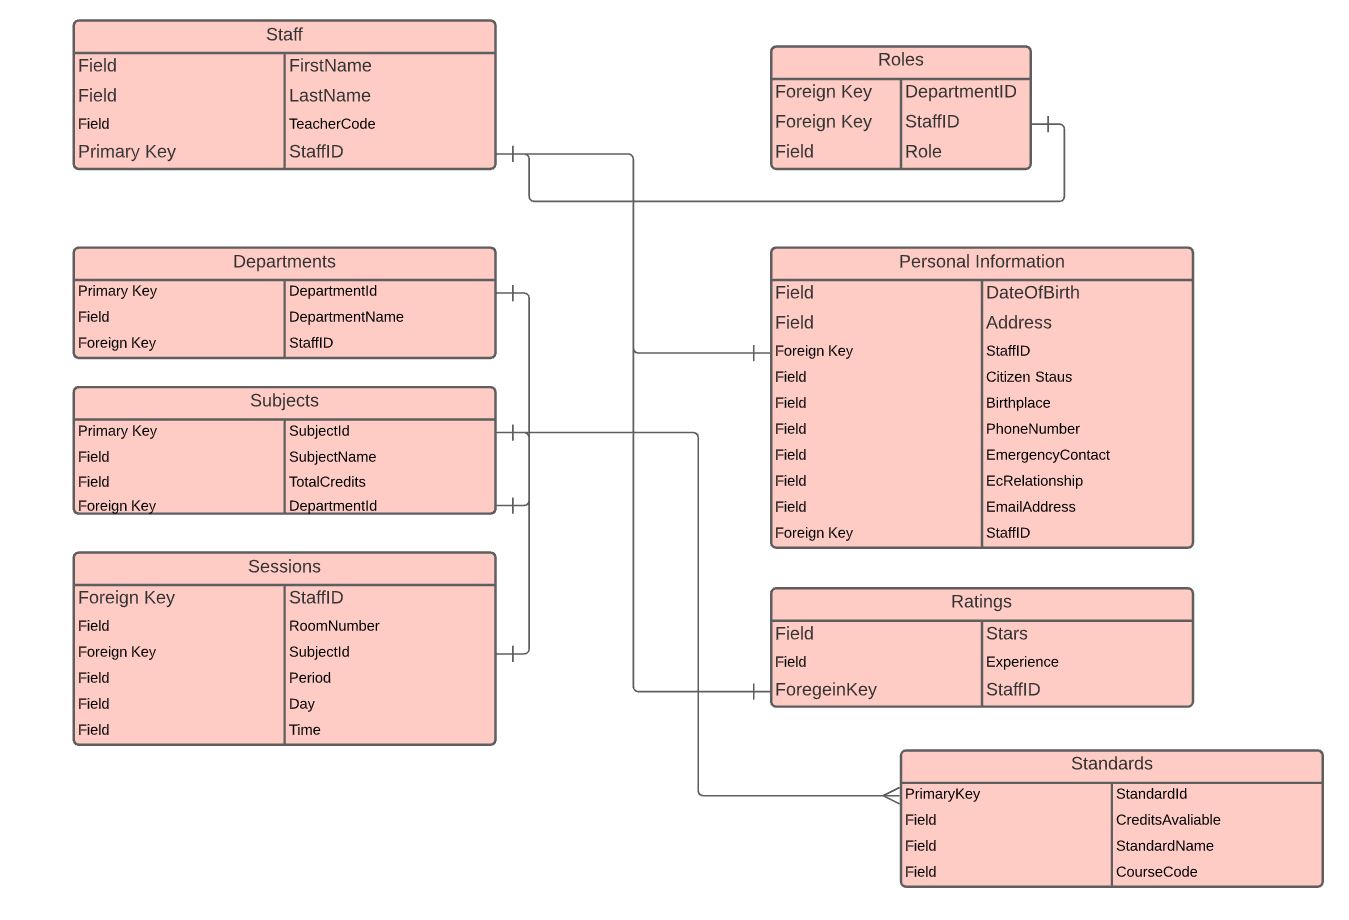 Staff
Field FirstName
Field LastName
Field TeacherCode
Primary Key StaffID
Roles
Foreign Key DepartmentID
Foreign Key StaffID
Field Role
Departments
Primary Key DepartmentId
Field DepartmentName
Foreign Key StaffID
Personal Information
Field DateOfBirth
Field Address
Foreign Key StaffID
Field Citizen Staus
Field Birthplace
Field PhoneNumber
Field EmergencyContact
Field EcRelationship
Field EmailAddress
Foreign Key StaffID
Subjects
Primary Key SubjectId
Field SubjectName
Field TotalCredits
Foreign Key DepartmentId
Sessions
Foreign Key StaffID
Field RoomNumber
Foreign Key SubjectId
Field Period
Field Day
Field Time
Ratings
Field Stars
Field Experience
ForegeinKey StaffID
Standards
PrimaryKey StandardId
Field CreditsAvaliable
Field StandardName
Field CourseCode